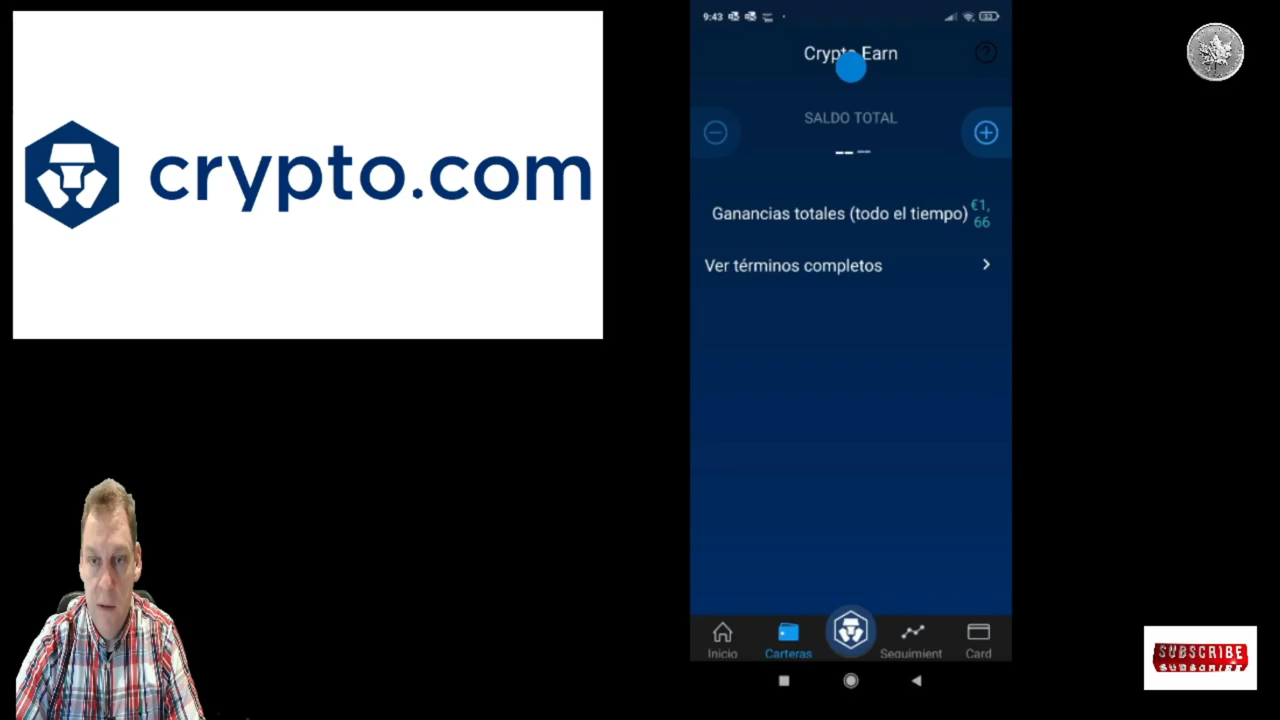 crypto.com
9:43
Crypto Earn
SALDO TOTAL
Ganancias totales (todo el tiempo)
€1,
66
Ver términos completos
Inicio
Carteras
Seguimient
Card
SUBSCRIBE